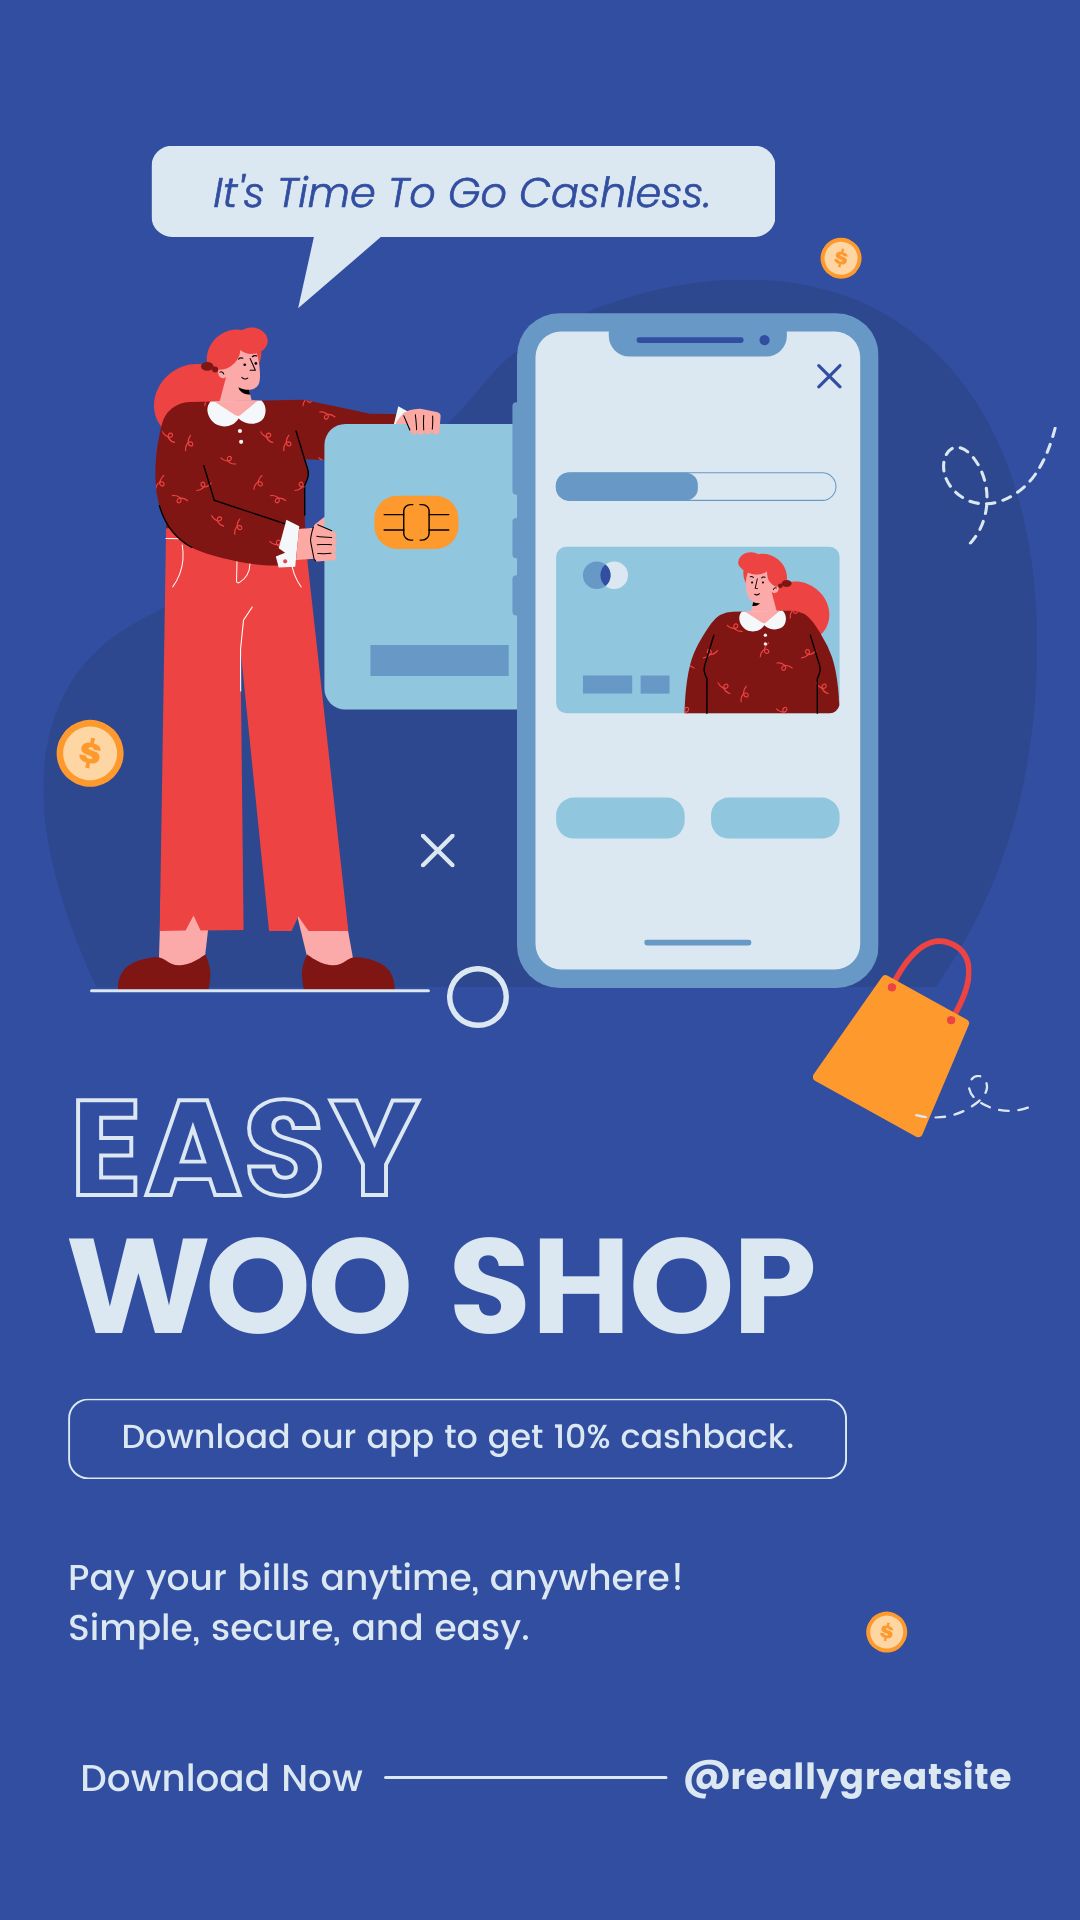 It's Time To Go Cashless.
$
$
EASY
WOO SHOP
Download our app to get 10% cashback.
Pay your bills anytime, anywhere!
Simple, secure, and easy.
$
Download Now
@reallygreatsite